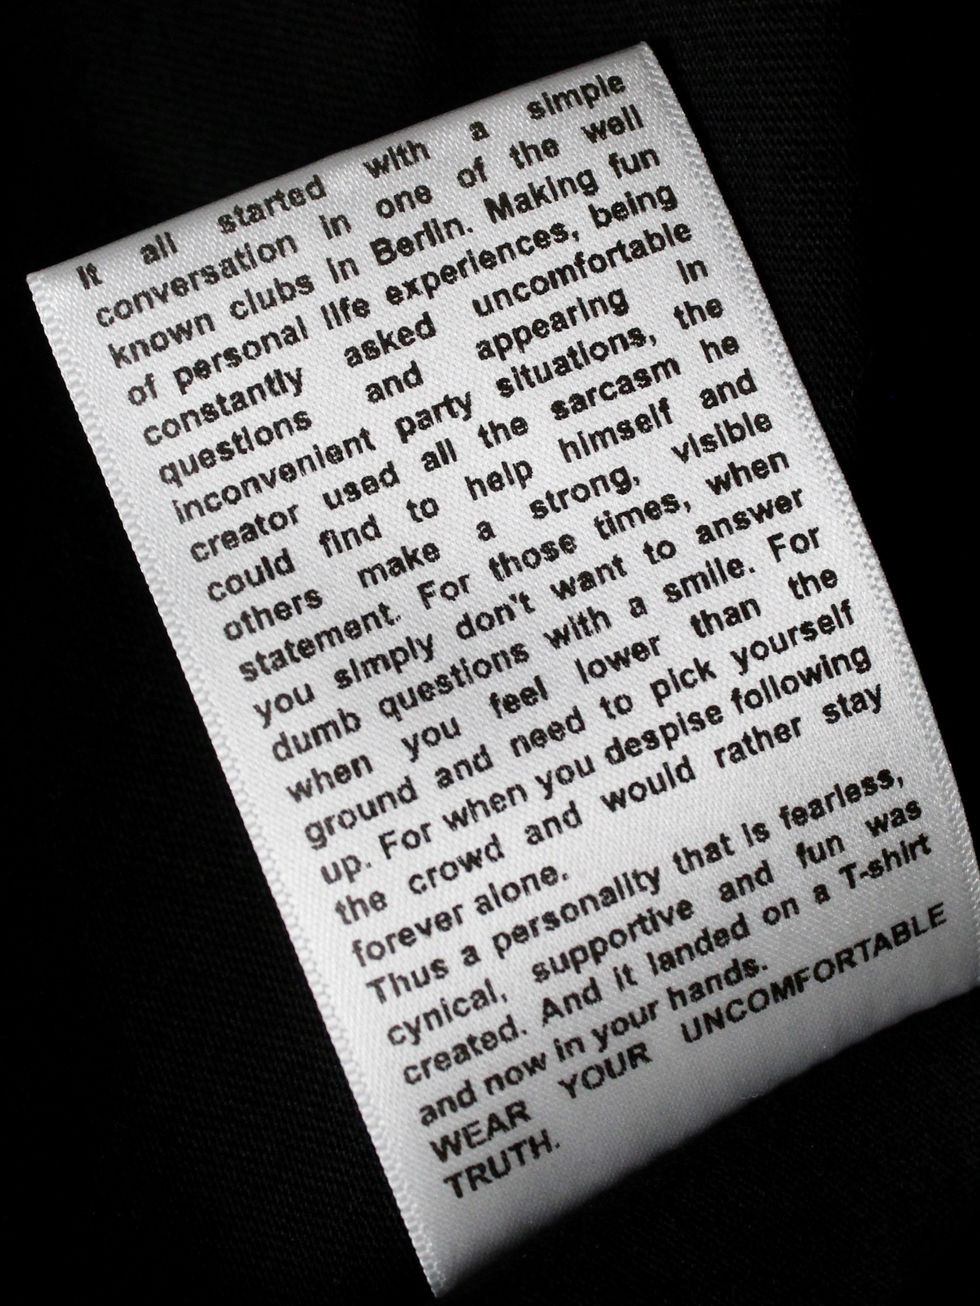 It all started with a simple
conversation in one of the well
known clubs in Berlin. Making fun
of personal life experiences, being
constantly asked uncomfortable
questions and appearing in
inconvenient party situations, the
creator used all the sarcasm he
could find to help himself and
others make a strong, visible
statement. For those times, when
you simply don't want to answer
dumb questions with a smile. For
when you feel lower than the
ground and need to pick yourself
up. For when you despise following
the crowd and would rather stay
forever alone.
Thus a personality that is fearless,
cynical, supportive and fun was
created. And it landed on a T-shirt
and now in your hands.
WEAR YOUR UNCOMFORTABLE
TRUTH.